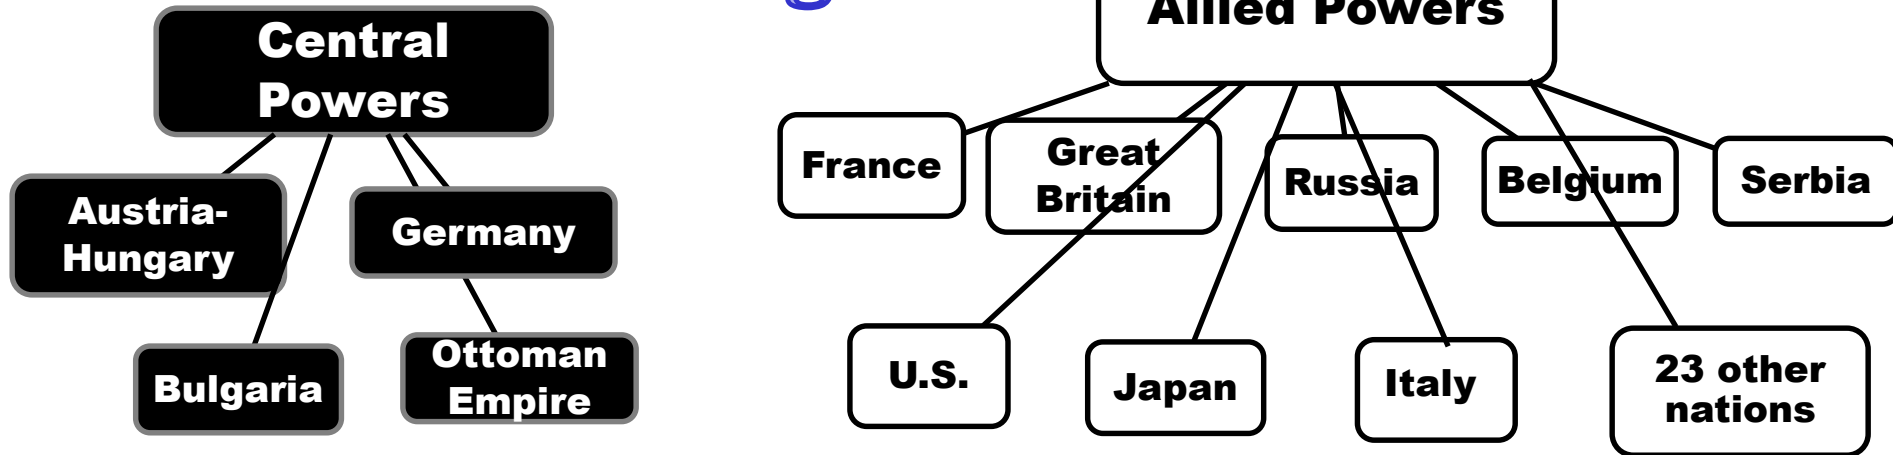 Central
Powers
Austria-
Hungary
Germany
Bulgaria
Ottoman
Empire
Allied Powers
France
Great
Britain
Russia
Belgium
Serbia
U.S.
Japan
Italy
23 other
nations